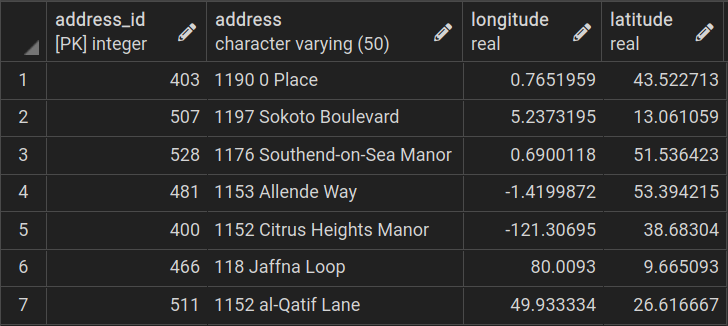 address_id address longitude latitude
[PK] integer character varying (50) real real
1 403 1190 0 Place 0.7651959 43.522713
2 507 1197 Sokoto Boulevard 5.2373195 13.061059
3 528 1176 Southend-on-Sea Manor 0.6900118 51.536423
4 481 1153 Allende Way -1.4199872 53.394215
5 400 1152 Citrus Heights Manor -121.30695 38.68304
6 466 118 Jaffna Loop 80.0093 9.665093
7 511 1152 al-Qatif Lane 49.933334 26.616667